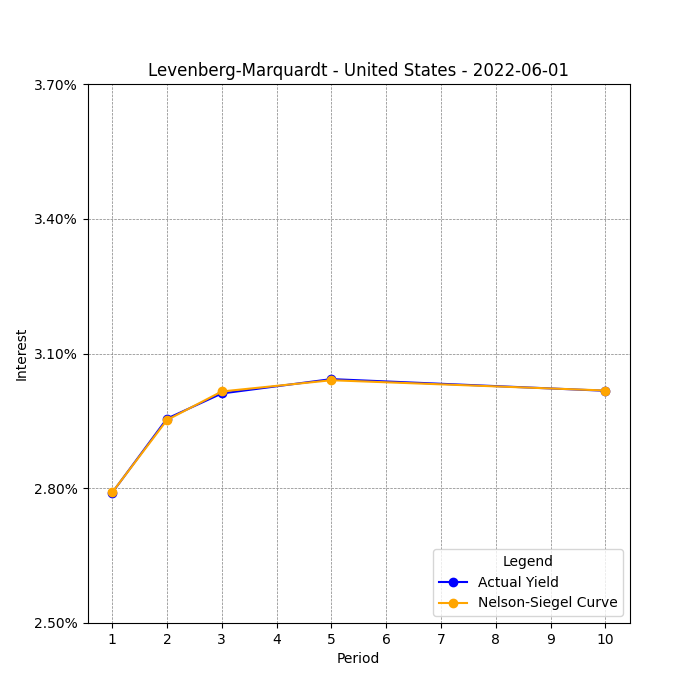 Levenberg-Marquardt - United States - 2022-06-01
3.70%
3.40%
3.10%
2.80%
2.50%
Interest
1 2 3 4 5 6 7 8 9 10
Period
Legend
Actual Yield
Nelson-Siegel Curve